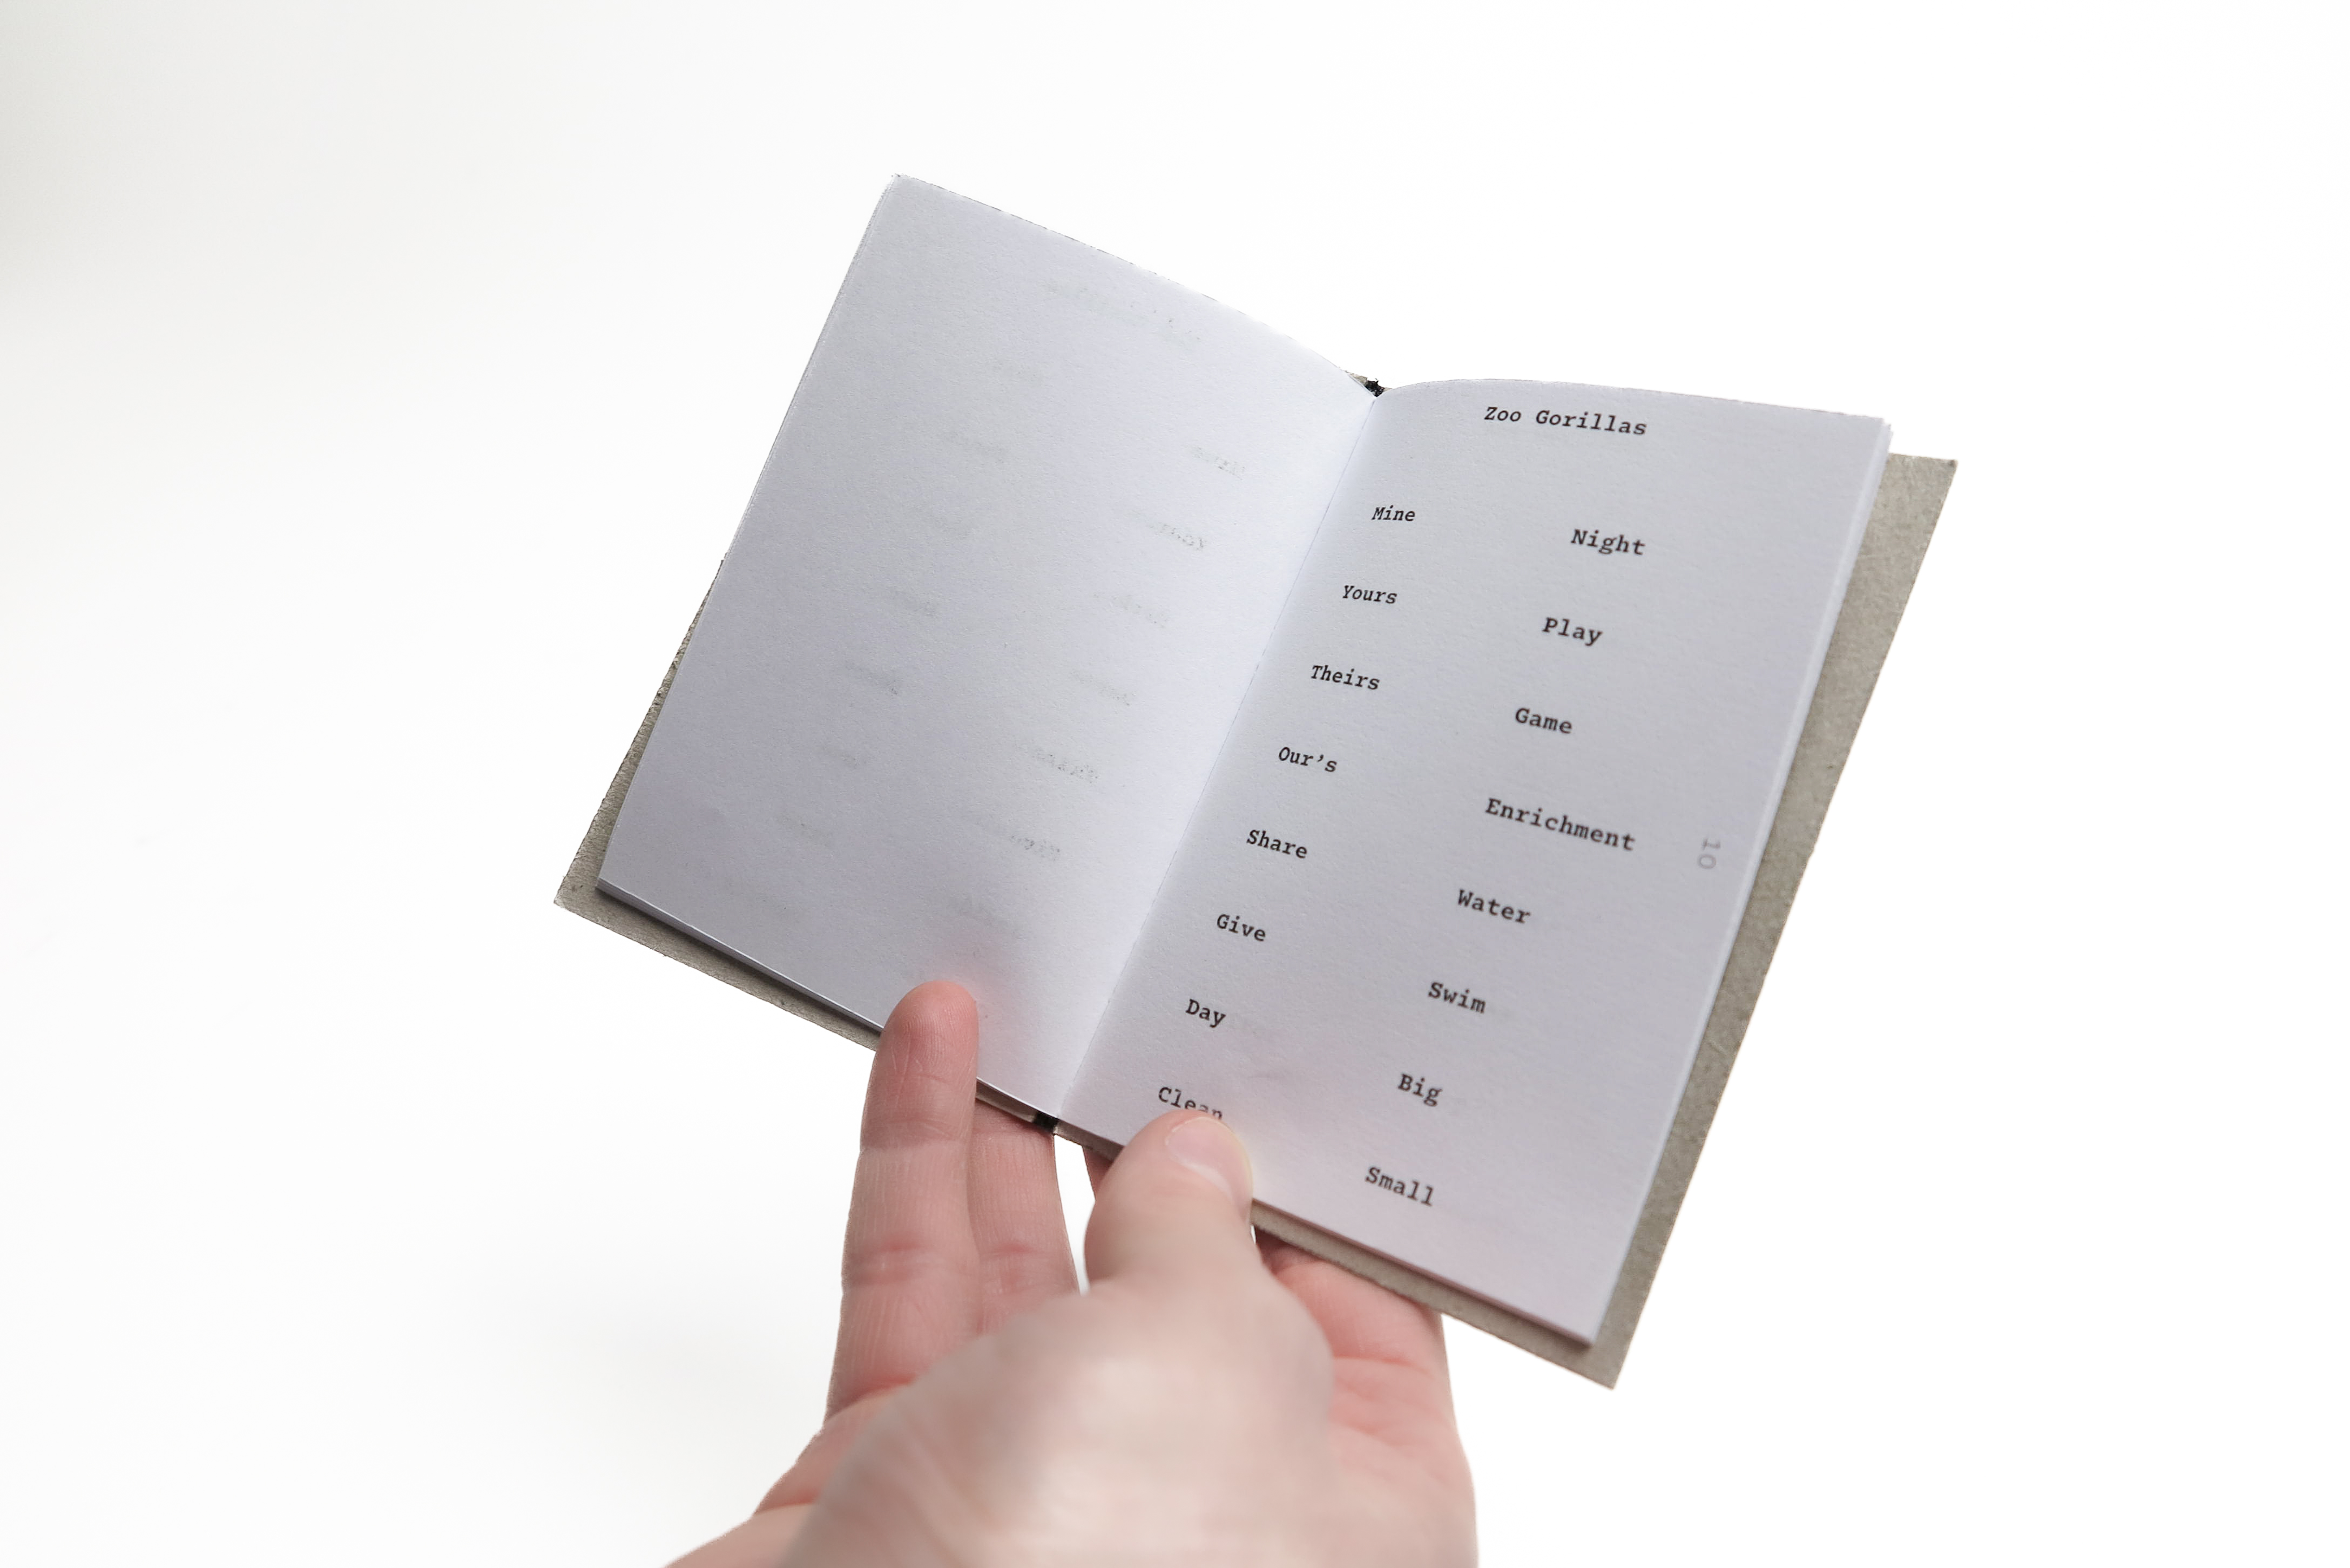 Zoo Gorillas
Mine
Yours
Theirs
Our’s
Share
Give
Day
Clean
Night
Play
Game
Enrichment
Water
Swim
Big
Small
10